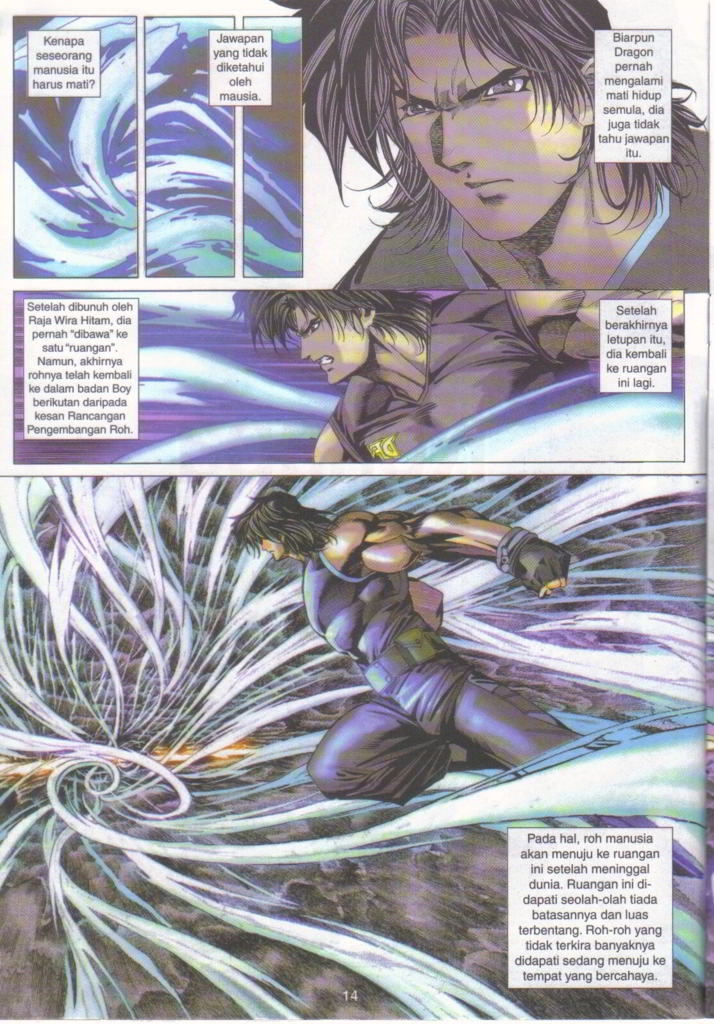 Kenapa
seseorang
manusia itu
harus mati?
Jawapan
yang tidak
diketahui
oleh
mausia.
Biarpun
Dragon
pernah
mengalami
mati hidup
semula, dia
juga tidak
tahu jawapan
itu.
Setelah dibunuh oleh
Raja Wira Hitam, dia
pernah "dibawa" ke
satu "ruangan".
Namun, akhirnya
rohnya telah kembali
ke dalam badan Boy
berikutan daripada
kesan Rancangan
Pengembangan Roh.
Setelah
berakhirnya
letupan itu,
dia kembali
ke ruangan
ini lagi.
Pada hal, roh manusia
akan menuju ke ruangan
ini setelah meninggal
dunia. Ruangan ini di-
dapati seolah-olah tiada
batasannya dan luas
terbentang. Roh-roh yang
tidak terkira banyaknya
didapati sedang menuju ke
tempat yang bercahaya.
14